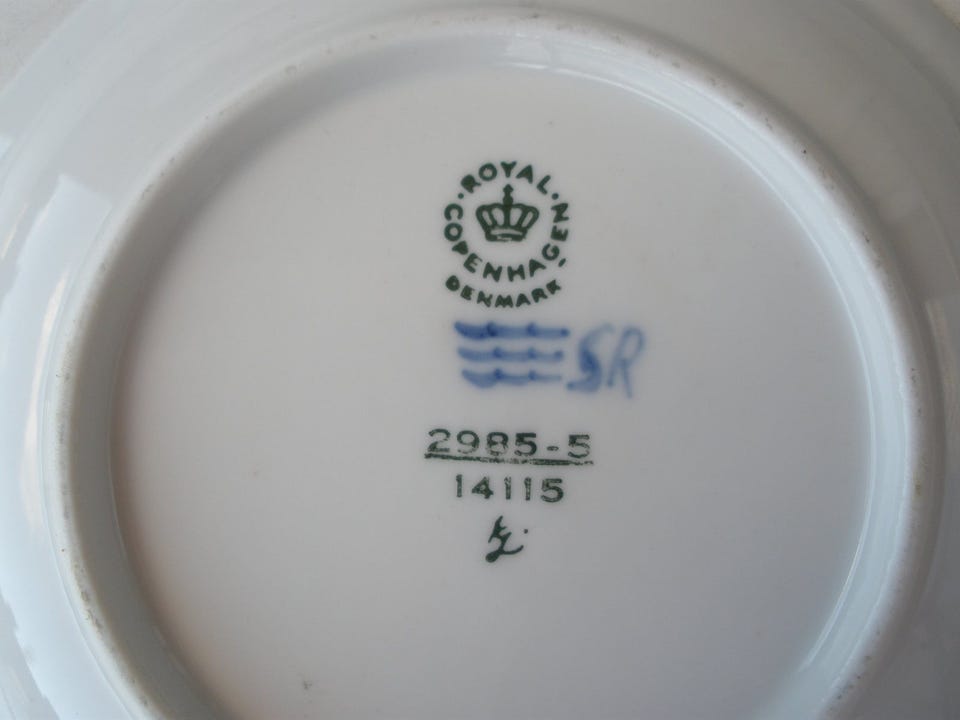 ROYAL
COPENHAGEN
DENMARK
SR
2985-5
14115